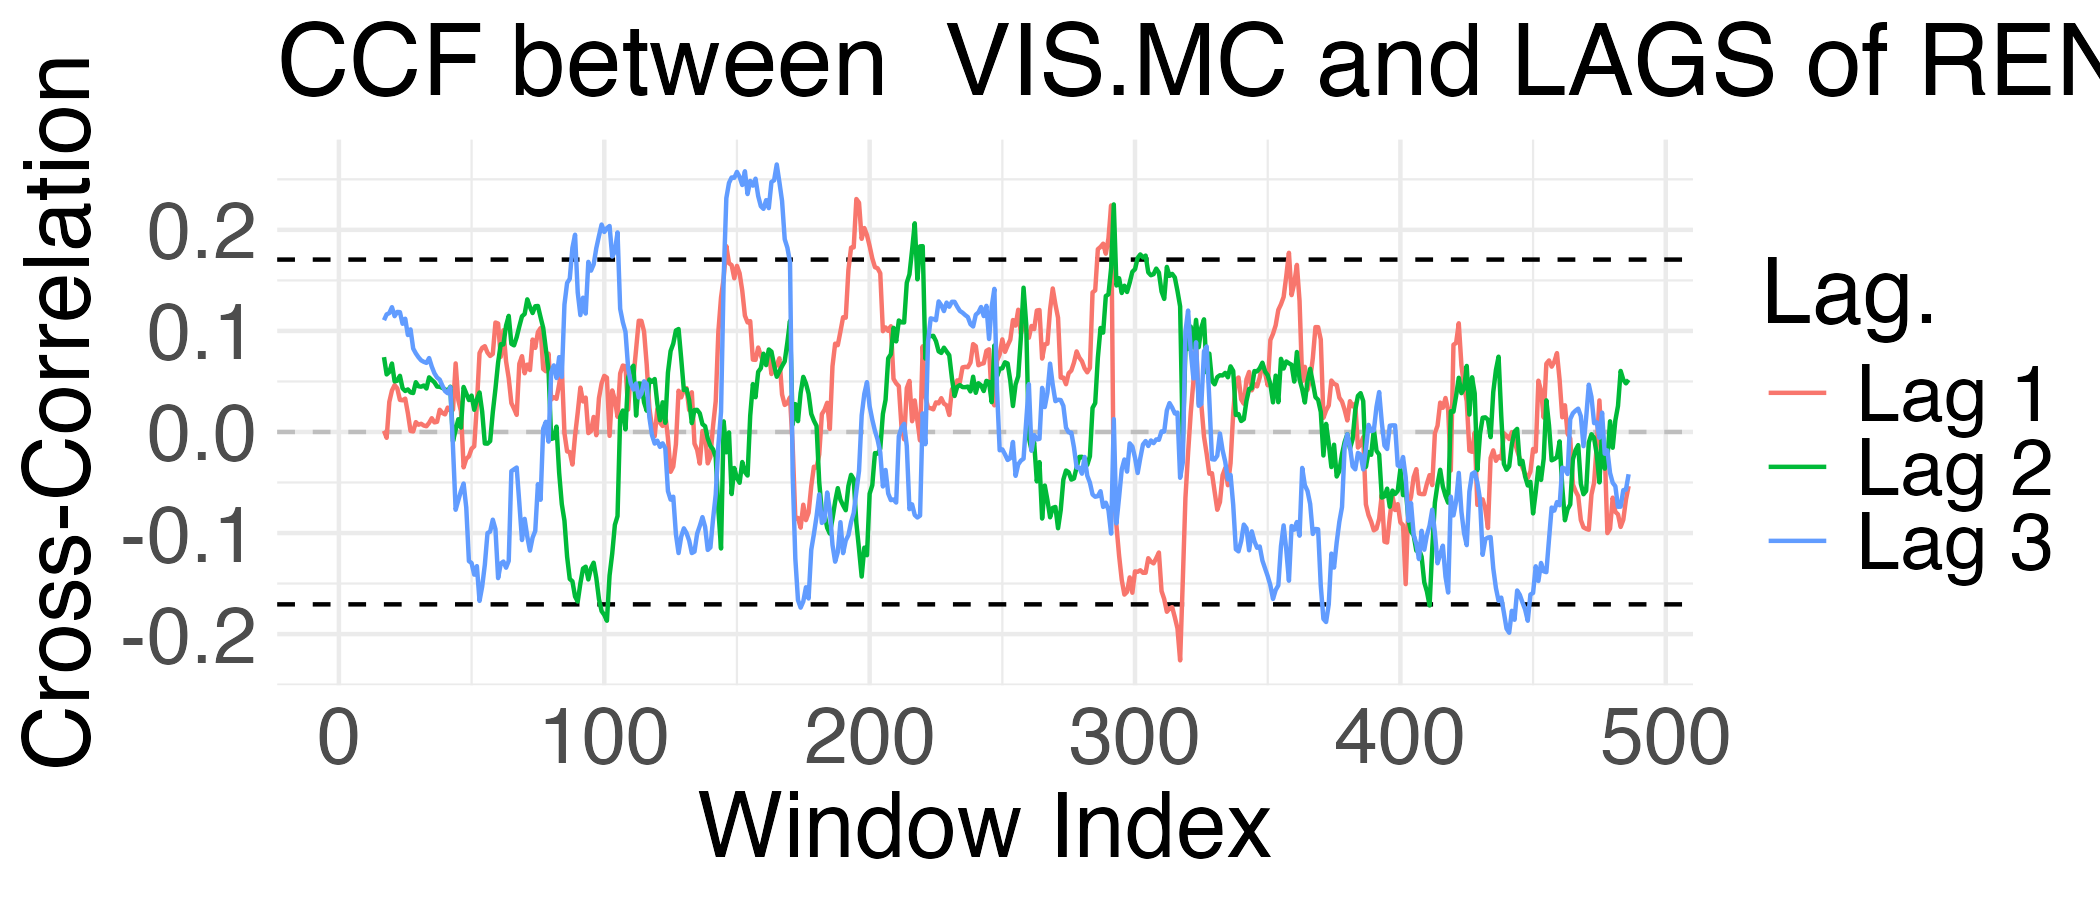 CCF between VIS.MC and LAGS of REN
Cross-Correlation
0.2
0.1
0.0
-0.1
-0.2
0 100 200 300 400 500
Window Index
Lag.
Lag 1
Lag 2
Lag 3